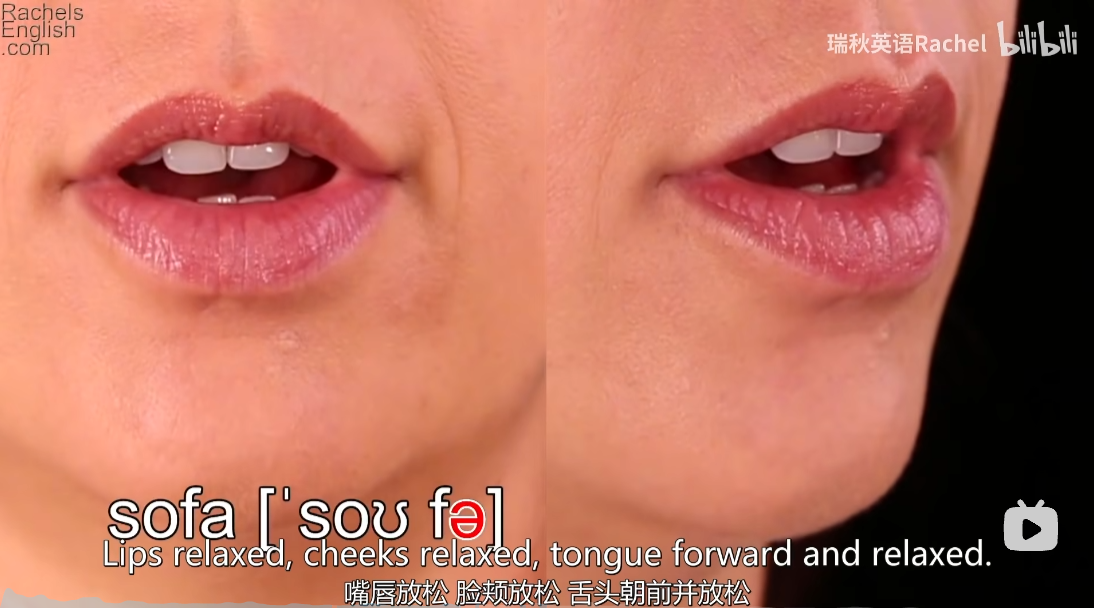 Rachels
English
.com
瑞秋英语Rachel bilibili
sofa [ˈsoʊ fə]
Lips relaxed, cheeks relaxed, tongue forward and relaxed.
嘴唇放松 脸颊放松 舌头朝前并放松